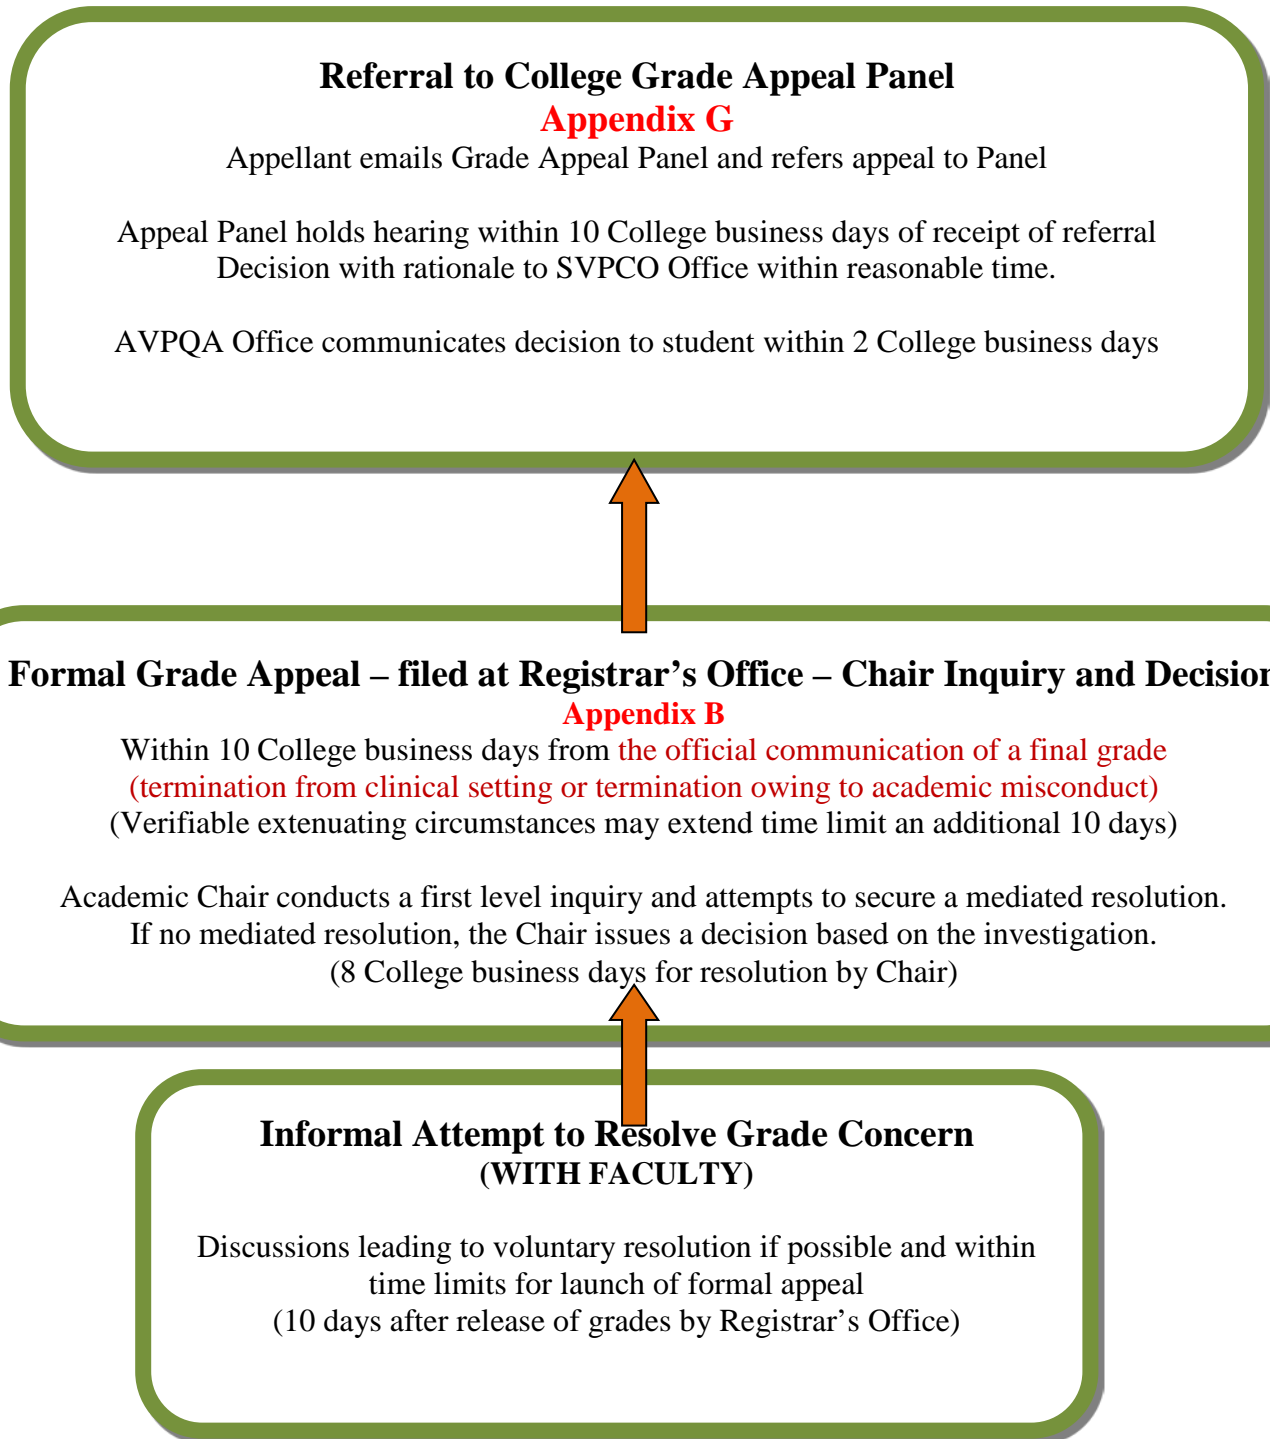 Referral to College Grade Appeal Panel
Appendix G
Appellant emails Grade Appeal Panel and refers appeal to Panel
Appeal Panel holds hearing within 10 College business days of receipt of referral
Decision with rationale to SVPCO Office within reasonable time.
AVPQA Office communicates decision to student within 2 College business days
Formal Grade Appeal – filed at Registrar’s Office – Chair Inquiry and Decision
Appendix B
Within 10 College business days from the official communication of a final grade
(termination from clinical setting or termination owing to academic misconduct)
(Verifiable extenuating circumstances may extend time limit an additional 10 days)
Academic Chair conducts a first level inquiry and attempts to secure a mediated resolution.
If no mediated resolution, the Chair issues a decision based on the investigation.
(8 College business days for resolution by Chair)
Informal Attempt to Resolve Grade Concern
(WITH FACULTY)
Discussions leading to voluntary resolution if possible and within
time limits for launch of formal appeal
(10 days after release of grades by Registrar’s Office)